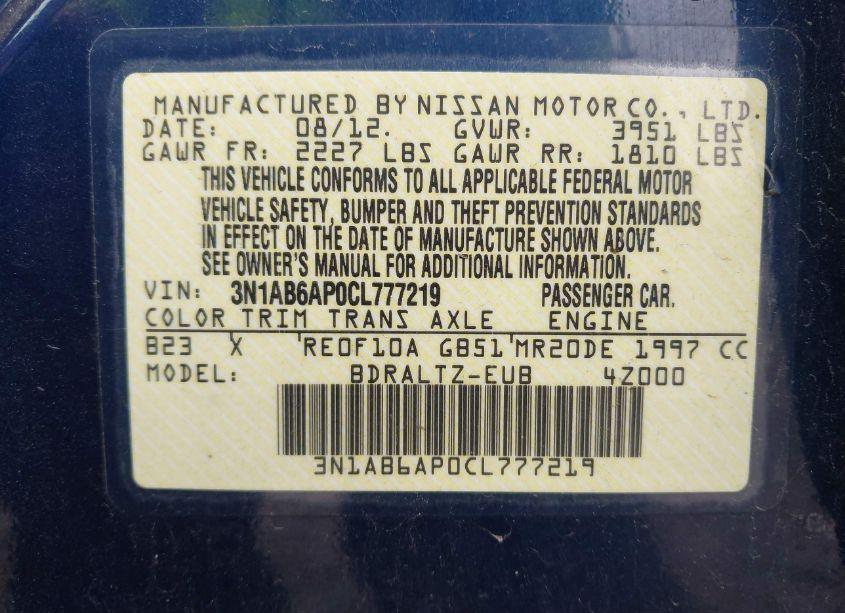 MANUFACTURED BY NISSAN MOTOR CO., LTD.
DATE: 08/12. GVWR: 3951 LBS
GAWR FR: 2227 LBS GAWR RR: 1810 LBS
THIS VEHICLE CONFORMS TO ALL APPLICABLE FEDERAL MOTOR
VEHICLE SAFETY, BUMPER AND THEFT PREVENTION STANDARDS
IN EFFECT ON THE DATE OF MANUFACTURE SHOWN ABOVE.
SEE OWNER'S MANUAL FOR ADDITIONAL INFORMATION.
VIN: 3N1AB6AP0CL777219 PASSENGER CAR.
COLOR TRIM TRANS AXLE ENGINE
B23 X 'RE0F10A GB51'MR20DE 1997 CC
MODEL: BDRALTZ-EUB 4Z000
3N1AB6AP0CL777219